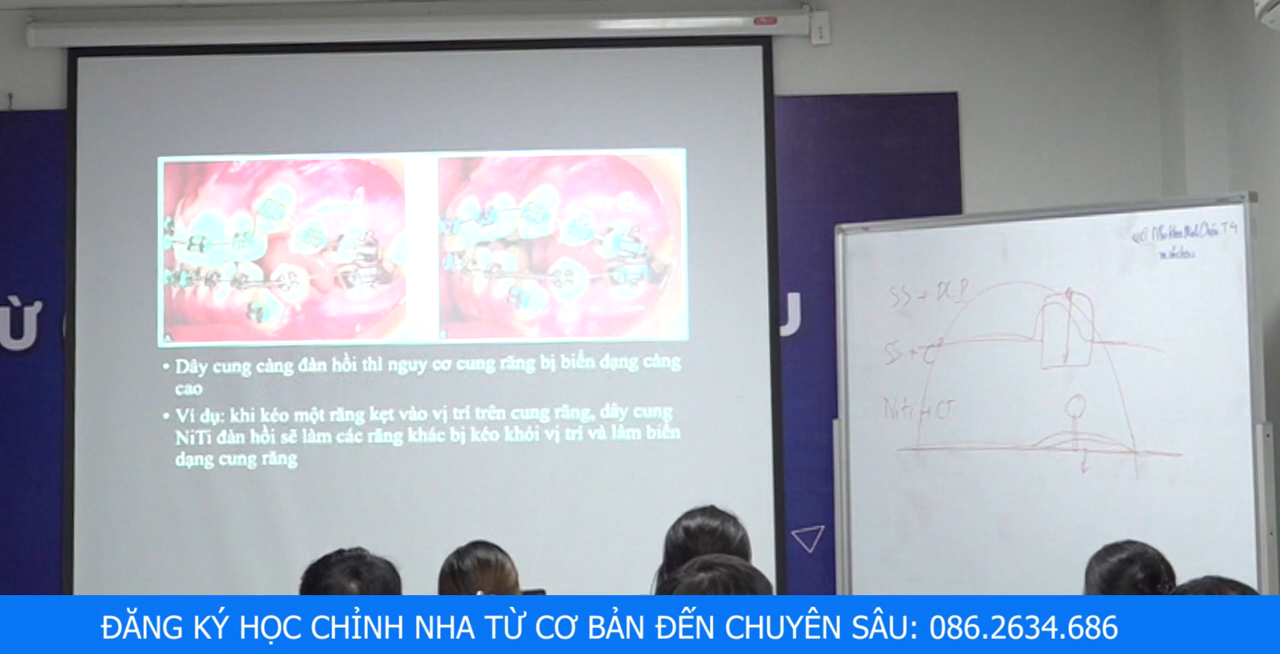 • Dây cung càng đàn hồi thì nguy cơ cung răng bị biến dạng càng
cao
• Ví dụ: khi kéo một răng kẹt vào vị trí trên cung răng, dây cung
NiTi đàn hồi sẽ làm các răng khác bị kéo khỏi vị trí và làm biến
dạng cung răng
Ừ
U
SS +
SS +
NiTi + CT
ĐĂNG KÝ HỌC CHỈNH NHA TỪ CƠ BẢN ĐẾN CHUYÊN SÂU: 086.2634.686